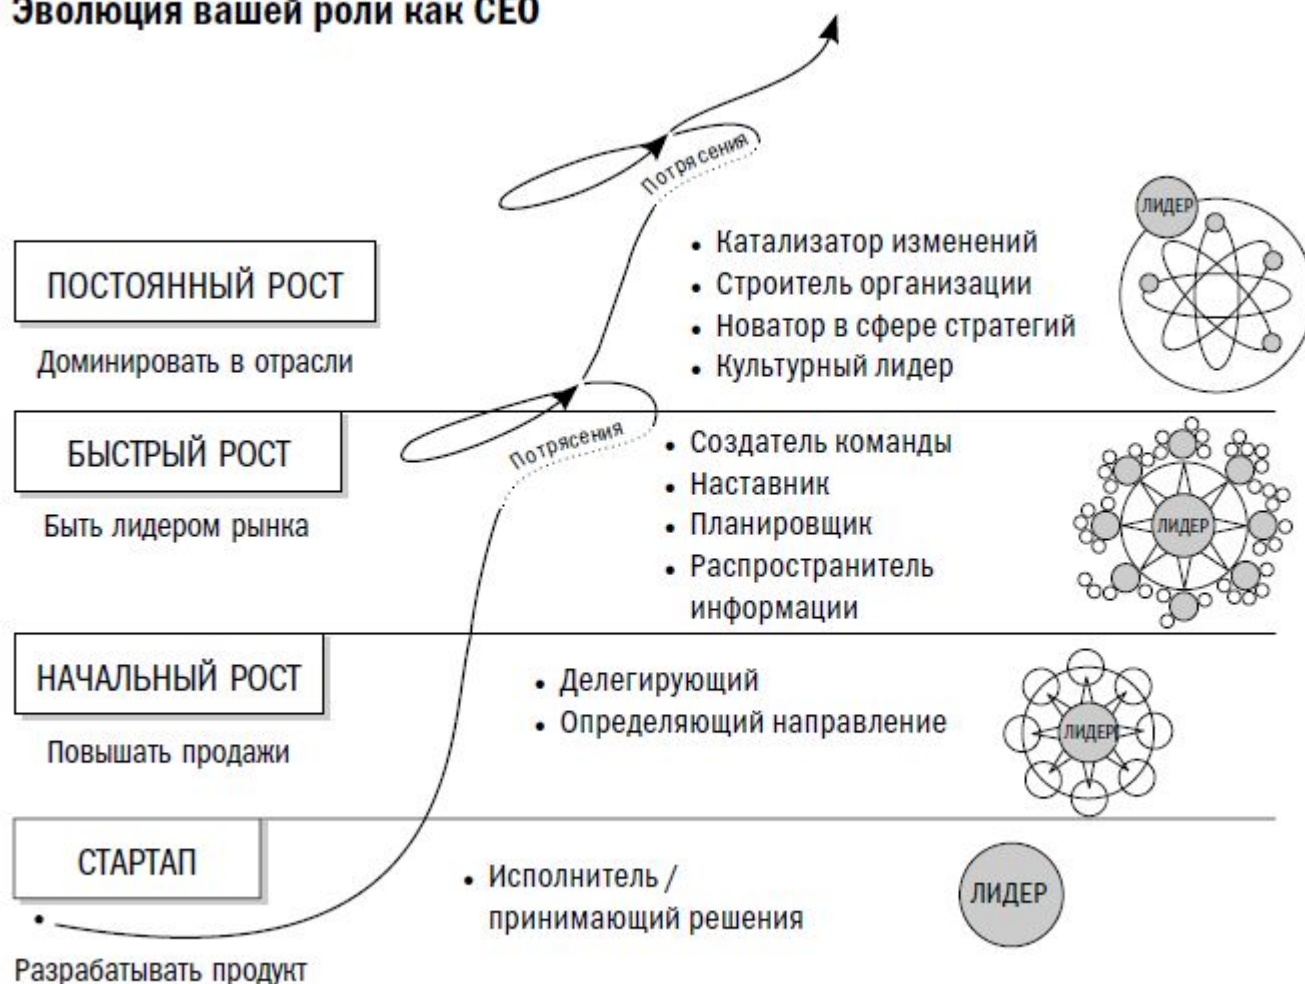 Эволюция вашей роли как CEO
Потрясения
ЛИДЕР
• Катализатор изменений
ПОСТОЯННЫЙ РОСТ
• Строитель организации
• Новатор в сфере стратегий
Доминировать в отрасли
• Культурный лидер
БЫСТРЫЙ РОСТ
Потрясения
• Создатель команды
• Наставник
Быть лидером рынка
• Планировщик
ЛИДЕР
• Распространитель
информации
НАЧАЛЬНЫЙ РОСТ
• Делегирующий
• Определяющий направление
ЛИДЕР
Повышать продажи
СТАРТАП
• Исполнитель /
принимающий решения
ЛИДЕР
Разрабатывать продукт